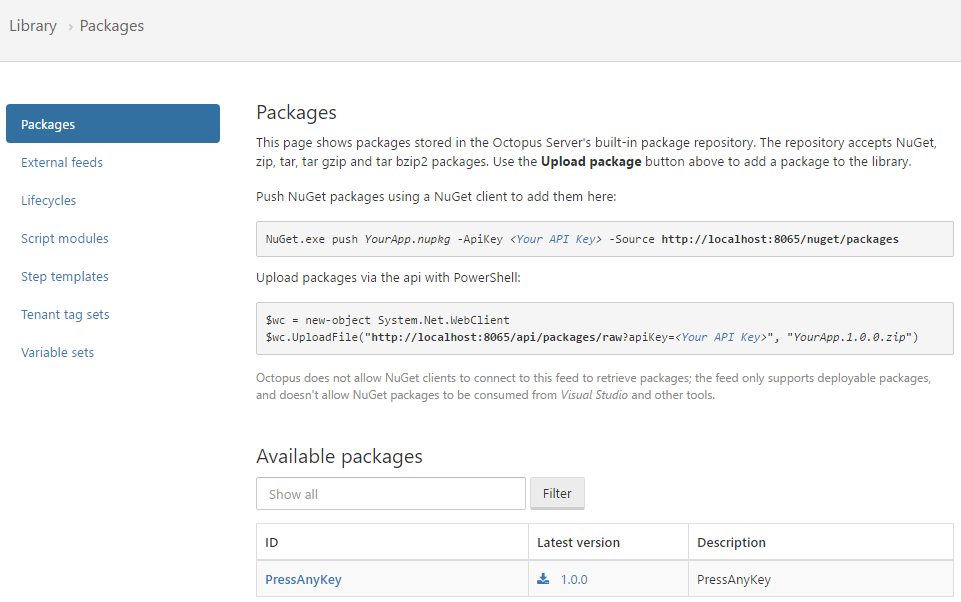 Library › Packages
Packages
External feeds
Lifecycles
Script modules
Step templates
Tenant tag sets
Variable sets
Packages
This page shows packages stored in the Octopus Server's built-in package repository. The repository accepts NuGet,
zip, tar, tar gzip and tar bzip2 packages. Use the Upload package button above to add a package to the library.
Push NuGet packages using a NuGet client to add them here:
NuGet.exe push YourApp.nupkg -ApiKey <Your API Key> -Source http://localhost:8065/nuget/packages
Upload packages via the api with PowerShell:
$wc = new-object System.Net.WebClient
$wc.UploadFile("http://localhost:8065/api/packages/raw?apiKey=<Your API Key>", "YourApp.1.0.0.zip")
Octopus does not allow NuGet clients to connect to this feed to retrieve packages; the feed only supports deployable packages,
and doesn't allow NuGet packages to be consumed from Visual Studio and other tools.
Available packages
Show all Filter
ID Latest version Description
PressAnyKey 1.0.0 PressAnyKey